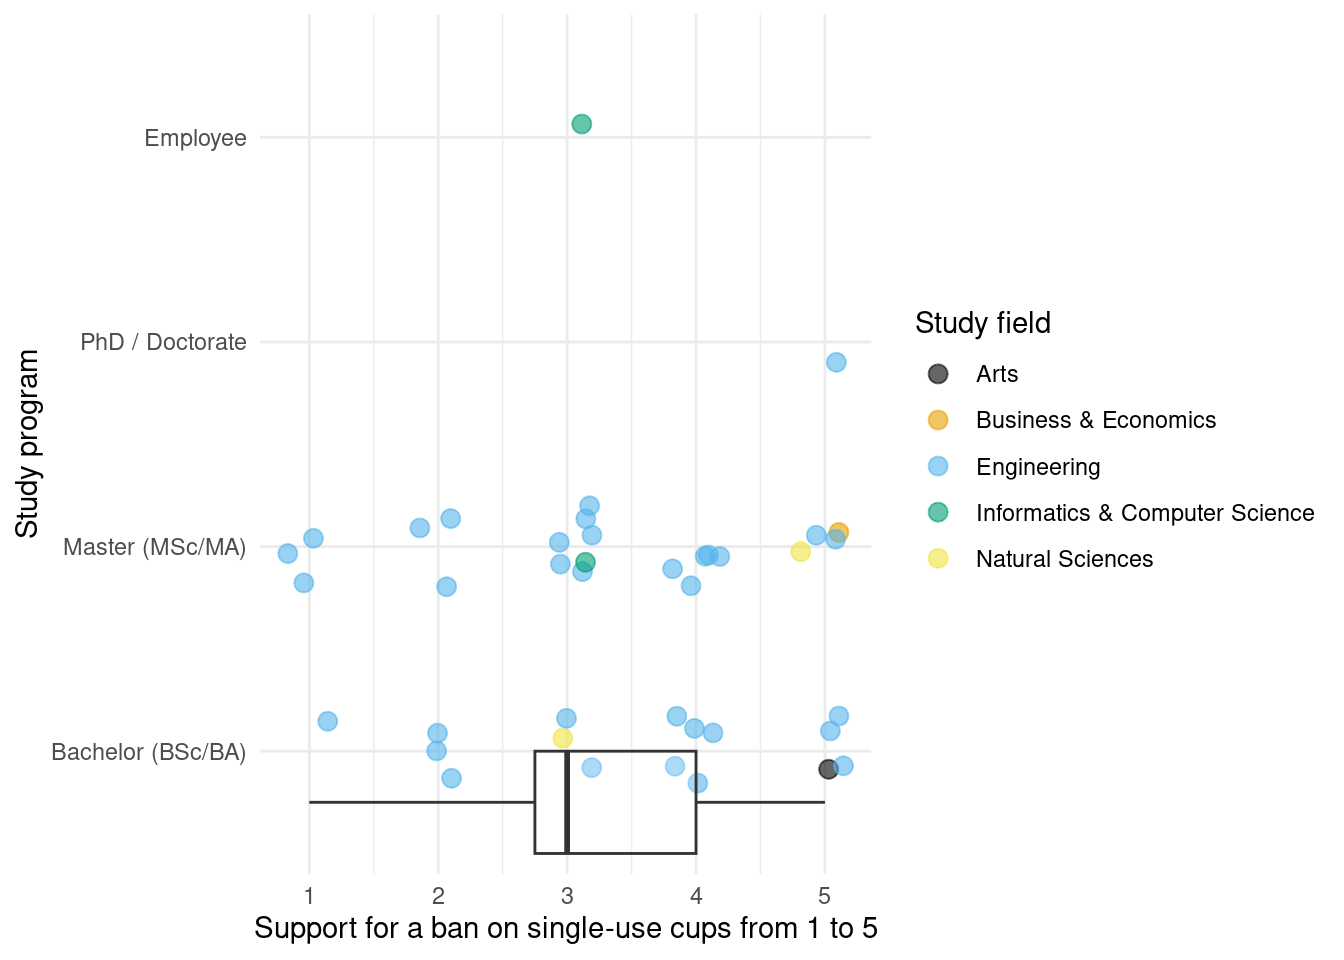 Employee
PhD / Doctorate
Master (MSc/MA)
Bachelor (BSc/BA)
Study program
1 2 3 4 5
Support for a ban on single-use cups from 1 to 5
Study field
Arts
Business & Economics
Engineering
Informatics & Computer Science
Natural Sciences